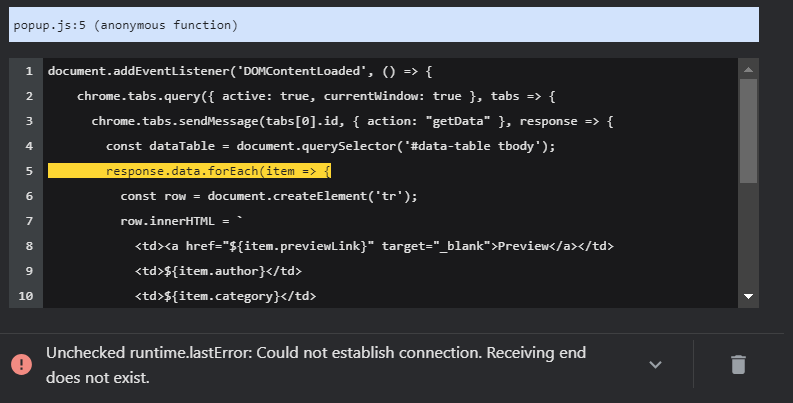 popup.js:5 (anonymous function)
1 document.addEventListener('DOMContentLoaded', () => {
2 chrome.tabs.query({ active: true, currentWindow: true }, tabs => {
3 chrome.tabs.sendMessage(tabs[0].id, { action: "getData" }, response => {
4 const dataTable = document.querySelector('#data-table tbody');
5 response.data.forEach(item => {
6 const row = document.createElement('tr');
7 row.innerHTML = `
8 <td><a href="${item.previewLink}" target="_blank">Preview</a></td>
9 <td>${item.author}</td>
10 <td>${item.category}</td>
Unchecked runtime.lastError: Could not establish connection. Receiving end
does not exist.